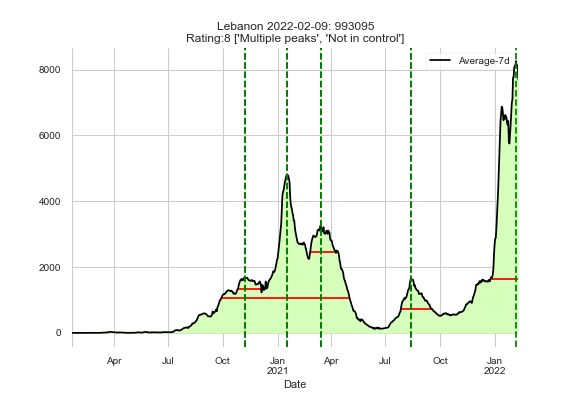 Lebanon 2022-02-09: 993095
Rating:8 ['Multiple peaks', 'Not in control']
Average-7d
8000
6000
4000
2000
0
Apr Jul Oct Jan Apr Jul Oct Jan
2021 2022
Date